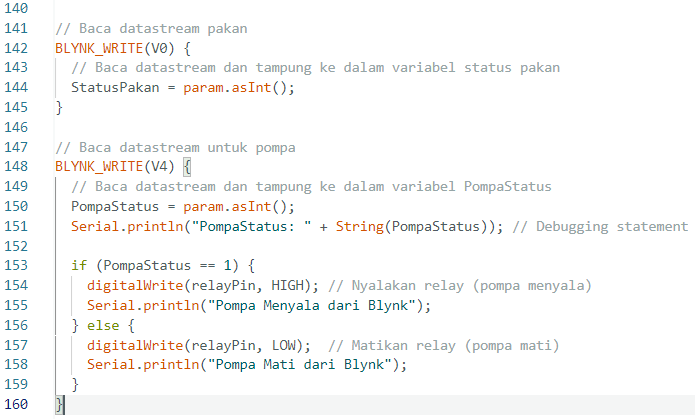 140
141 // Baca datastream pakan
142 BLYNK_WRITE(V0) {
143   // Baca datastream dan tampung ke dalam variabel status pakan
144   StatusPakan = param.asInt();
145 }
146
147 // Baca datastream untuk pompa
148 BLYNK_WRITE(V4) {
149   // Baca datastream dan tampung ke dalam variabel PompaStatus
150   PompaStatus = param.asInt();
151   Serial.println("PompaStatus: " + String(PompaStatus)); // Debugging statement
152
153   if (PompaStatus == 1) {
154     digitalWrite(relayPin, HIGH); // Nyalakan relay (pompa menyala)
155     Serial.println("Pompa Menyala dari Blynk");
156   } else {
157     digitalWrite(relayPin, LOW);  // Matikan relay (pompa mati)
158     Serial.println("Pompa Mati dari Blynk");
159   }
160 }